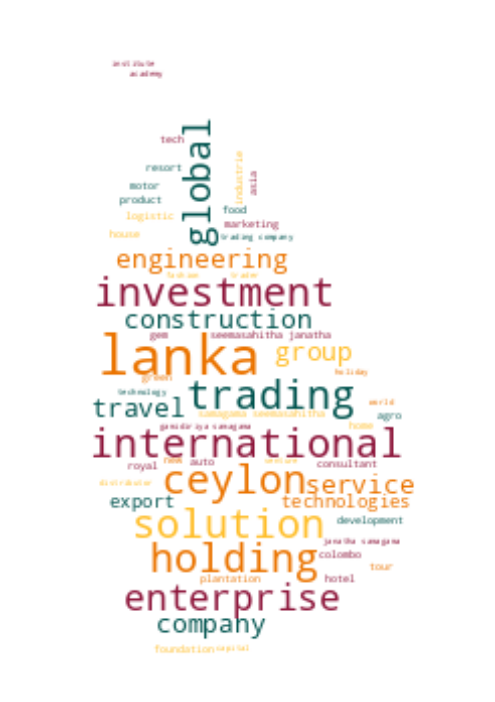 institute
academy
tech
global
industrie
asia
resort
motor
product
food
logistic
marketing
house
trading company
engineering
fashion
trader
investment
construction
gem
seemasahitha janatha
lanka
group
holiday
green
technology
trading
travel
world
samagama seemasahitha
agro
gamidiriya samagama
home
international
royal
new
auto
venture
consultant
ceylon
service
distributor
export
technologies
solution
development
janatha samagama
holding
colombo
tour
plantation
hotel
enterprise
company
foundation
capital